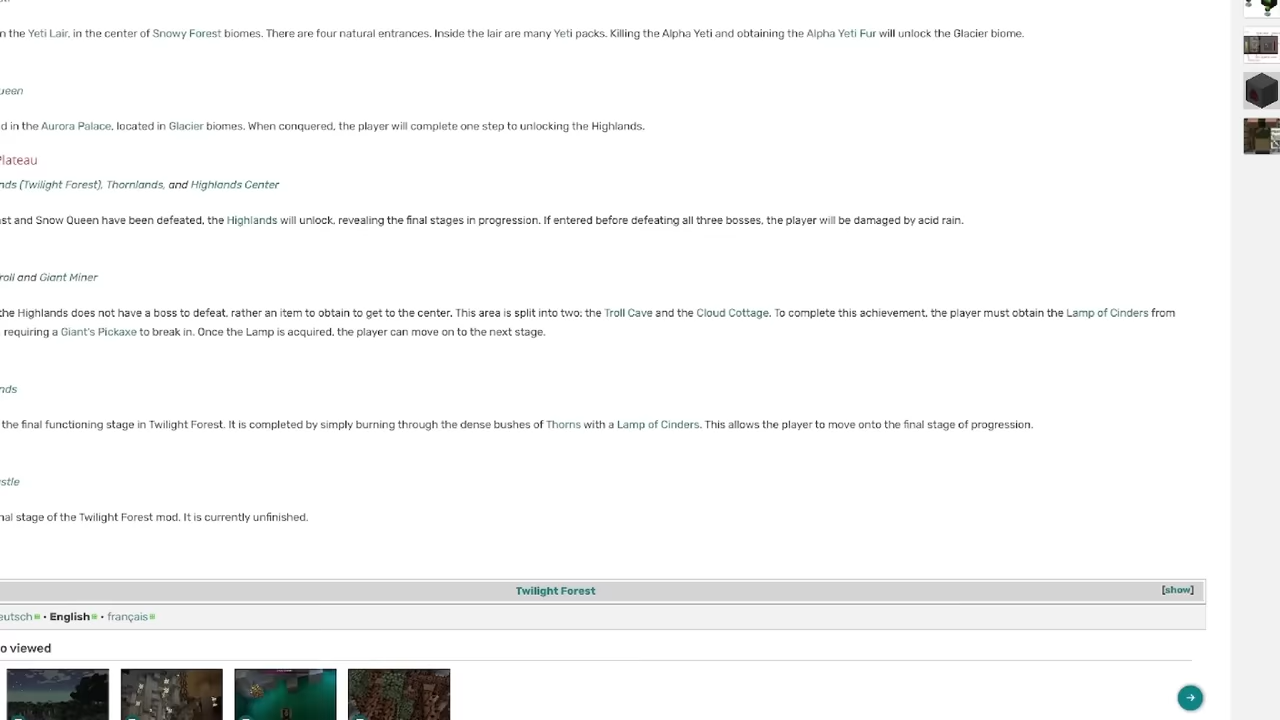 n the Yeti Lair, in the center of Snowy Forest biomes. There are four natural entrances. Inside the lair are many Yeti packs. Killing the Alpha Yeti and obtaining the Alpha Yeti Fur will unlock the Glacier biome.
ueen
d in the Aurora Palace, located in Glacier biomes. When conquered, the player will complete one step to unlocking the Highlands.
Plateau
nds (Twilight Forest), Thornlands, and Highlands Center
st and Snow Queen have been defeated, the Highlands will unlock, revealing the final stages in progression. If entered before defeating all three bosses, the player will be damaged by acid rain.
roll and Giant Miner
the Highlands does not have a boss to defeat, rather an item to obtain to get to the center. This area is split into two: the Troll Cave and the Cloud Cottage. To complete this achievement, the player must obtain the Lamp of Cinders from
requiring a Giant's Pickaxe to break in. Once the Lamp is acquired, the player can move on to the next stage.
nds
the final functioning stage in Twilight Forest. It is completed by simply burning through the dense bushes of Thorns with a Lamp of Cinders. This allows the player to move onto the final stage of progression.
stle
nal stage of the Twilight Forest mod. It is currently unfinished.
Twilight Forest [show]
eutsch • English • français
o viewed